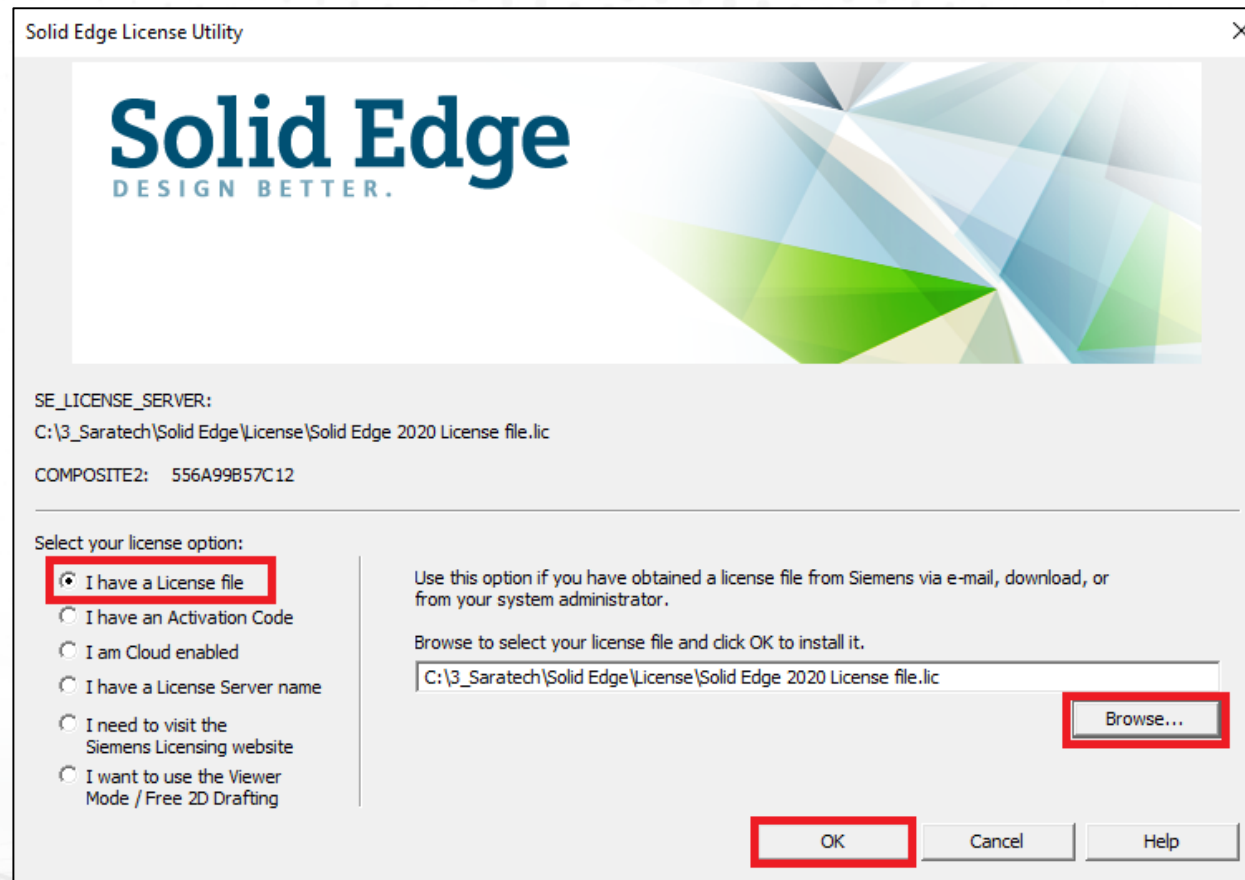 Solid Edge License Utility
Solid Edge
DESIGN BETTER.
SE_LICENSE_SERVER:
C:\3_Saratech\Solid Edge\License\Solid Edge 2020 License file.lic
COMPOSITE2: 556A99B57C12
Select your license option:
I have a License file
I have an Activation Code
I am Cloud enabled
I have a License Server name
I need to visit the
Siemens Licensing website
I want to use the Viewer
Mode / Free 2D Drafting
Use this option if you have obtained a license file from Siemens via e-mail, download, or
from your system administrator.
Browse to select your license file and click OK to install it.
C:\3_Saratech\Solid Edge\License\Solid Edge 2020 License file.lic
Browse...
OK
Cancel
Help